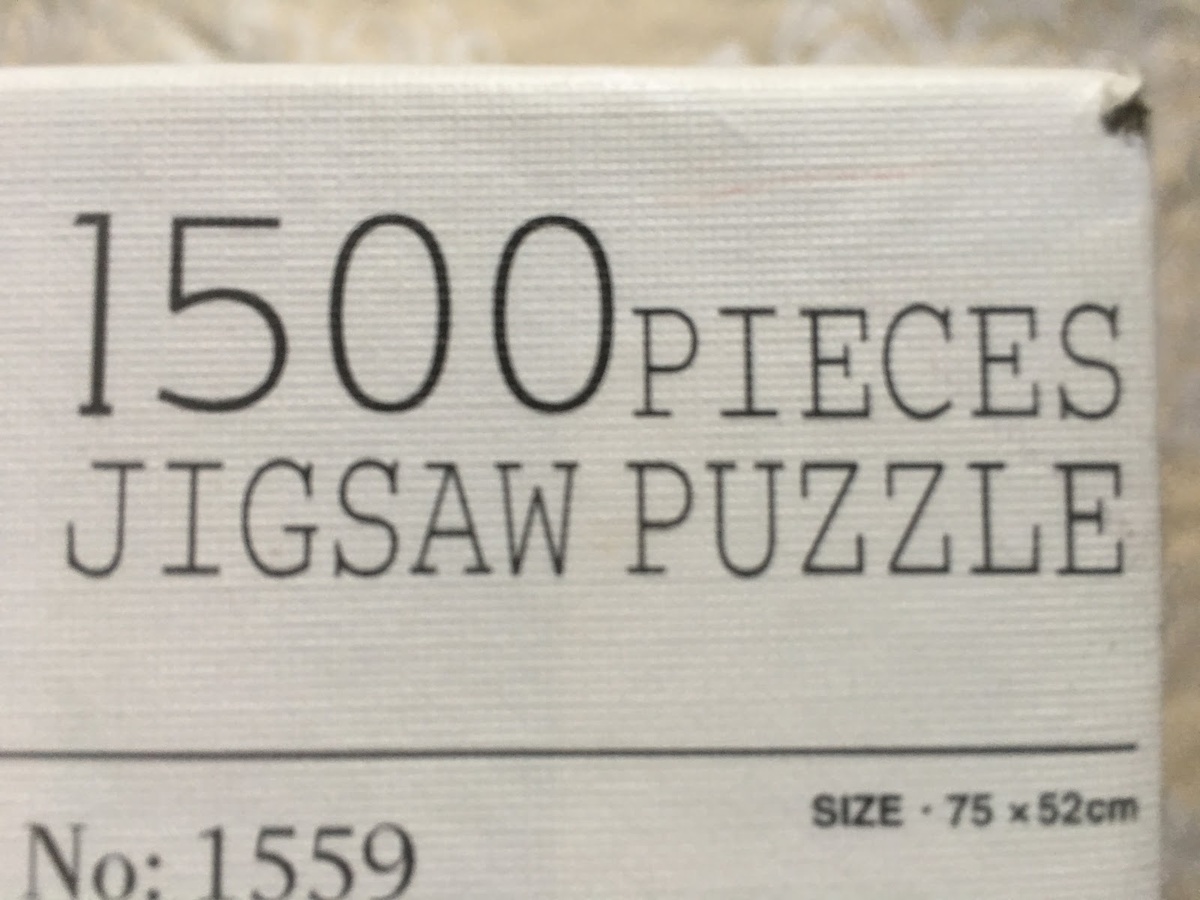 1500PIECES
JIGSAW PUZZLE
SIZE · 75 x 52cm
No: 1559